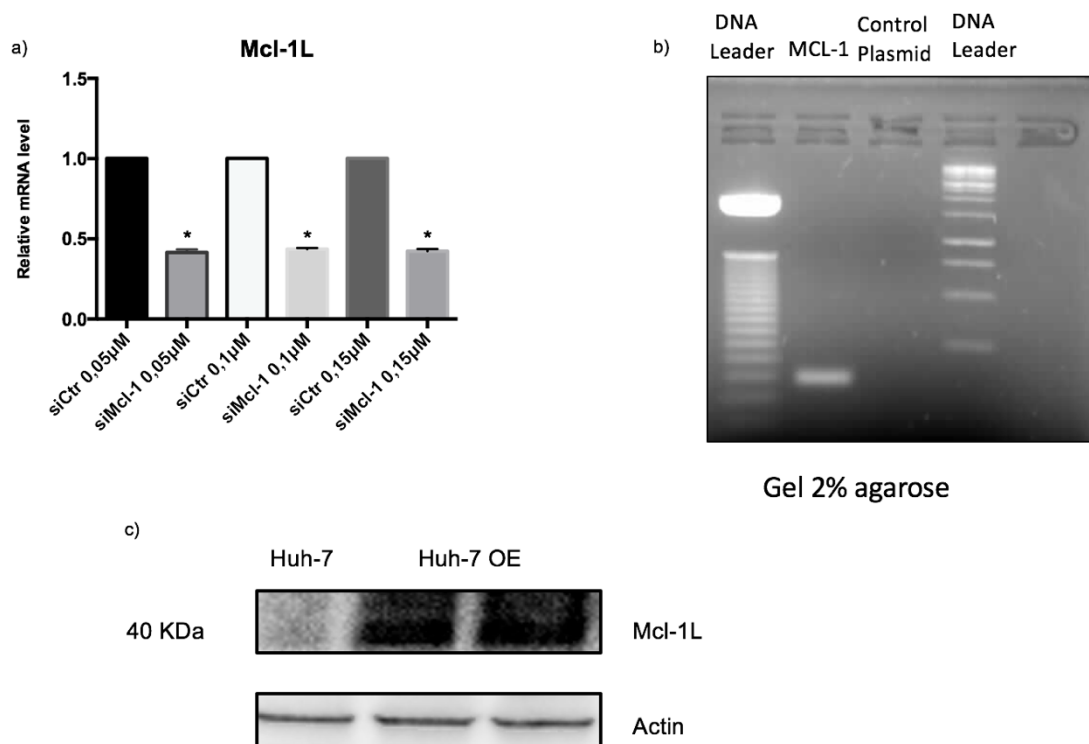 a)
Mcl-1L
Relative mRNA level
1.5
1.0
0.5
0.0
siCtr 0,05µM
siMcl-1 0,05µM
siCtr 0,1µM
siMcl-1 0,1µM
siCtr 0,15µM
siMcl-1 0,15µM
*
*
*
b)
DNA
Leader
MCL-1
Control
Plasmid
DNA
Leader
Gel 2% agarose
c)
Huh-7
Huh-7 OE
40 KDa
Mcl-1L
Actin